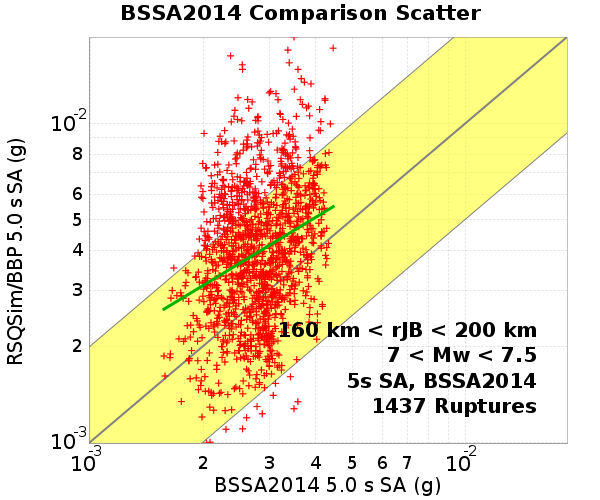 BSSA2014 Comparison Scatter
RSQSim/BBP 5.0 s SA (g)
10-2
8
6
5
4
3
2
10-3
160 km < rJB < 200 km
7 < Mw < 7.5
5s SA, BSSA2014
1437 Ruptures
10-3 2 3 4 5 6 7 10-2
BSSA2014 5.0 s SA (g)